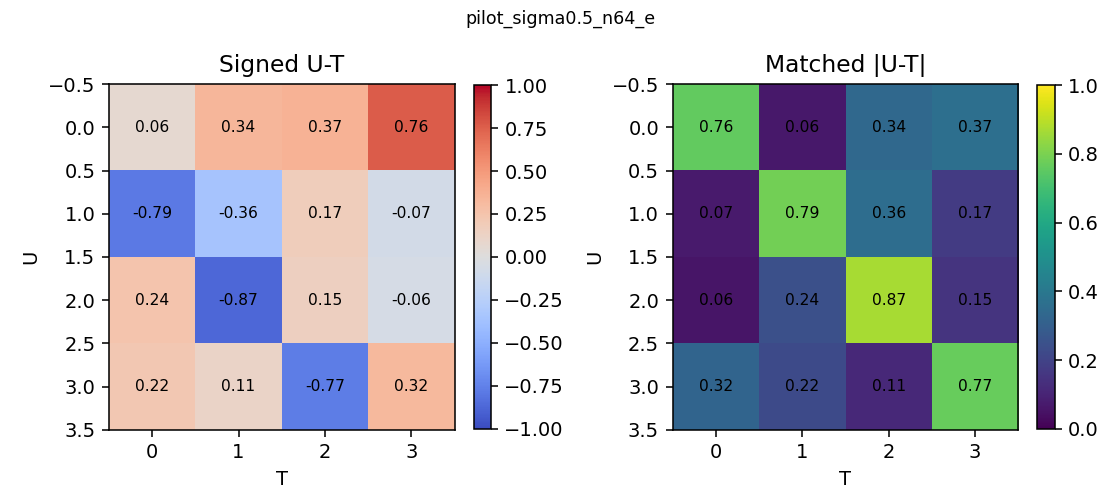 pilot_sigma0.5_n64_e
Signed U-T
Matched |U-T|
−0.5
0.0
0.5
1.0
1.5
2.0
2.5
3.0
3.5
U
0.06 0.34 0.37 0.76
-0.79 -0.36 0.17 -0.07
0.24 -0.87 0.15 -0.06
0.22 0.11 -0.77 0.32
0 1 2 3
T
1.00
0.75
0.50
0.25
0.00
−0.25
−0.50
−0.75
−1.00
−0.5
0.0
0.5
1.0
1.5
2.0
2.5
3.0
3.5
U
0.76 0.06 0.34 0.37
0.07 0.79 0.36 0.17
0.06 0.24 0.87 0.15
0.32 0.22 0.11 0.77
0 1 2 3
T
1.0
0.8
0.6
0.4
0.2
0.0